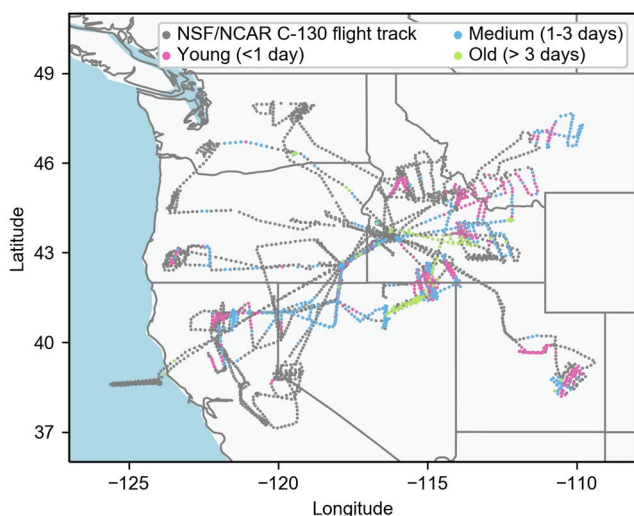 NSF/NCAR C-130 flight track
Young (<1 day)
Medium (1-3 days)
Old (> 3 days)
49
46
43
40
37
Latitude
−125
−120
−115
−110
Longitude